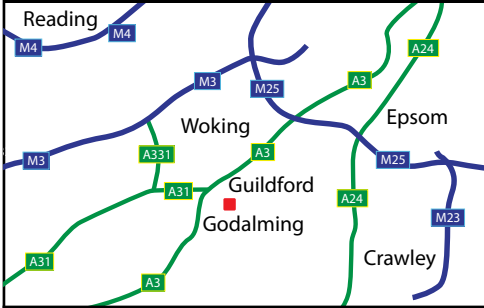 Reading
M4
M4
A24
M3
A3
M25
Woking
Epsom
M3
A331
A3
M25
A31
Guildford
A24
Godalming
M23
A31
Crawley
A3